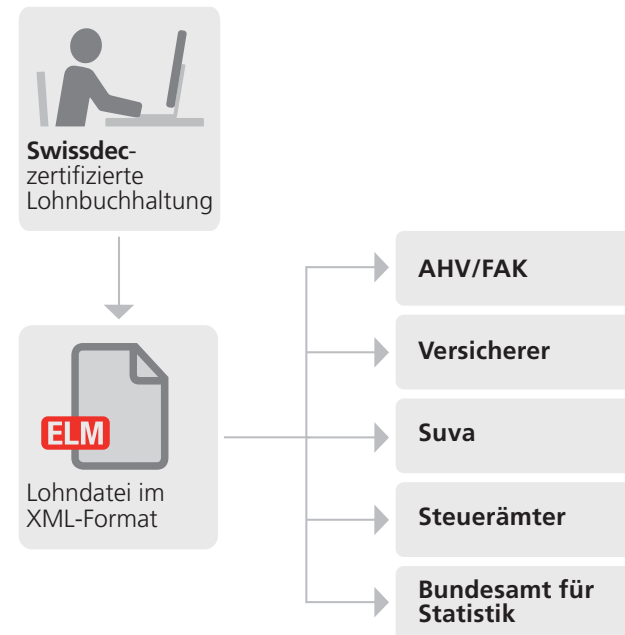 Swissdec-
zertifizierte
Lohnbuchhaltung
ELM
Lohndatei im
XML-Format
AHV/FAK
Versicherer
Suva
Steuerämter
Bundesamt für
Statistik